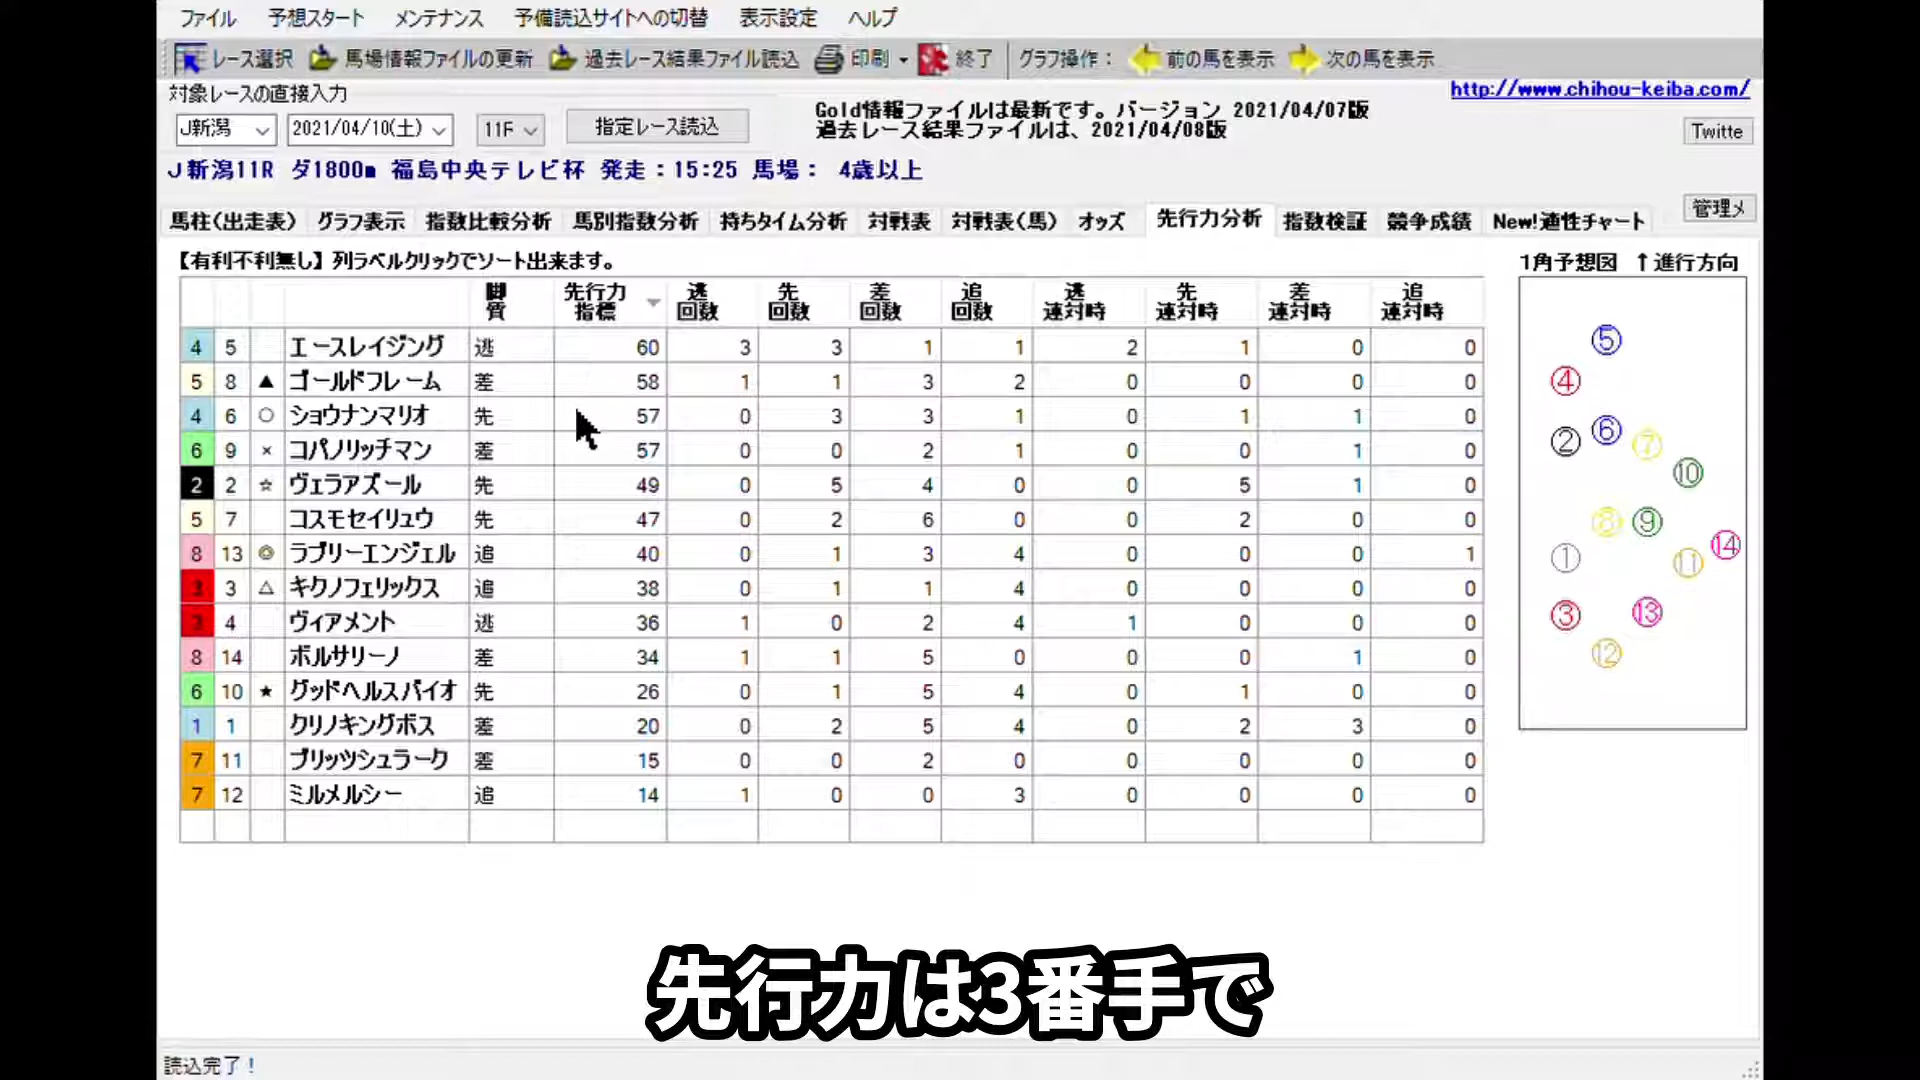 ファイル 予想スタート メンテナンス 予備読込サイトへの切替 表示設定 ヘルプ
レース選択 馬場情報ファイルの更新 過去レース結果ファイル読込 印刷 終了 グラフ操作： 前の馬を表示 次の馬を表示
対象レースの直接入力
http://www.chihou-keiba.com/
Gold情報ファイルは最新です。バージョン 2021/04/07版
過去レース結果ファイルは、2021/04/08版
J新潟 2021/04/10(土) 11R 指定レース読込
Twitte
J新潟11R ダ1800m 福島中央テレビ杯 発走：15:25 馬場： 4歳以上
管理メ
馬柱(出走表) グラフ表示 指数比較分析 馬別指数分析 持ちタイム分析 対戦表 対戦表(馬) オッズ 先行力分析 指数検証 競争成績 New!適性チャート
【有利不利無し】列ラベルクリックでソート出来ます。
1角予想図 ↑進行方向
脚質 先行力指標 逃回数 先回数 差回数 追回数 逃連対時 先連対時 差連対時 追連対時
4 5 エースレイジング 逃 60 3 3 1 1 2 1 0 0
5 8 ▲ ゴールドフレーム 差 58 1 1 3 2 0 0 0 0
4 6 ○ ショウナンマリオ 先 57 0 3 3 1 0 1 1 0
6 9 × コパノリッチマン 差 57 0 0 2 1 0 0 1 0
2 2 ☆ ヴェラアズール 先 49 0 5 4 0 0 5 1 0
5 7 コスモセイリュウ 先 47 0 2 6 0 0 2 0 0
8 13 ◎ ラブリーエンジェル 追 40 0 1 3 4 0 0 0 1
3 3 △ キクノフェリックス 追 38 0 1 1 4 0 0 0 0
3 4 ヴィアメント 逃 36 1 0 2 4 1 0 0 0
8 14 ボルサリーノ 差 34 1 1 5 0 0 0 1 0
6 10 ★ グッドヘルスバイオ 先 26 0 1 5 4 0 1 0 0
1 1 クリノキングボス 差 20 0 2 5 4 0 2 3 0
7 11 ブリッツシュラーク 差 15 0 0 2 0 0 0 0 0
7 12 ミルメルシー 追 14 1 0 0 3 0 0 0 0
⑤
④
② ⑥ ⑦
⑩
⑧ ⑨
① ⑪ ⑭
③ ⑬
⑫
先行力は3番手で
読込完了！